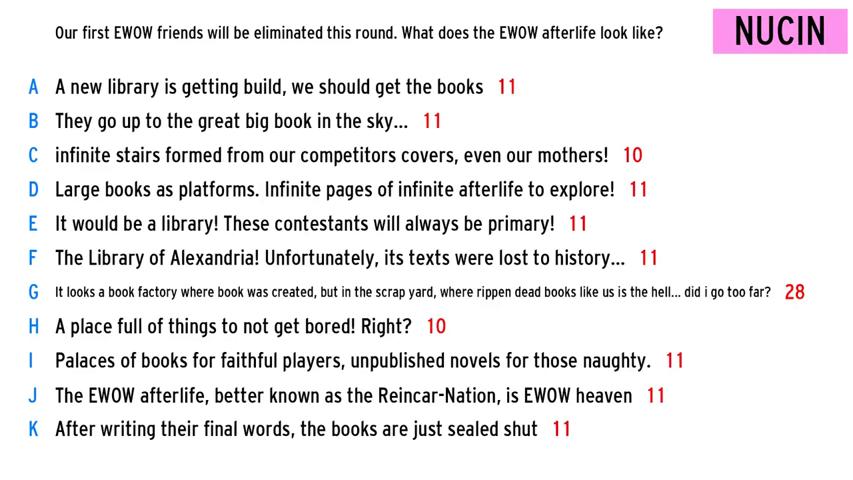 Our first EWOW friends will be eliminated this round. What does the EWOW afterlife look like?
NUCIN
A A new library is getting build, we should get the books 11
B They go up to the great big book in the sky... 11
C infinite stairs formed from our competitors covers, even our mothers! 10
D Large books as platforms. Infinite pages of infinite afterlife to explore! 11
E It would be a library! These contestants will always be primary! 11
F The Library of Alexandria! Unfortunately, its texts were lost to history... 11
G It looks a book factory where book was created, but in the scrap yard, where rippen dead books like us is the hell... did i go too far? 28
H A place full of things to not get bored! Right? 10
I Palaces of books for faithful players, unpublished novels for those naughty. 11
J The EWOW afterlife, better known as the Reincar-Nation, is EWOW heaven 11
K After writing their final words, the books are just sealed shut 11